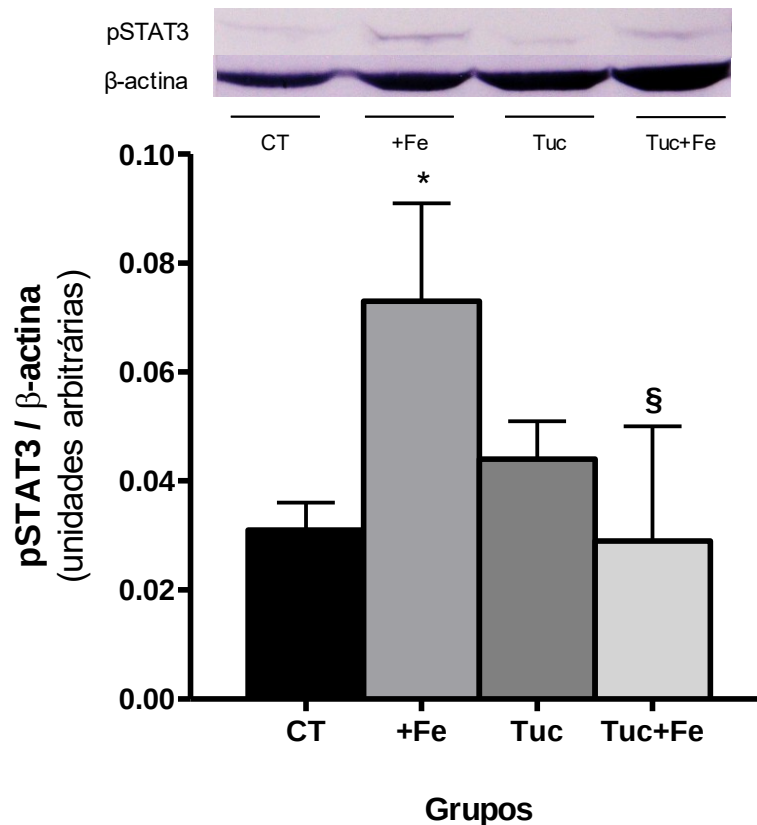 pSTAT3
β-actina
CT +Fe Tuc Tuc+Fe
0.10
*
0.08
0.06
§
0.04
0.02
0.00
pSTAT3 / β-actina
(unidades arbitrárias)
CT +Fe Tuc Tuc+Fe
Grupos